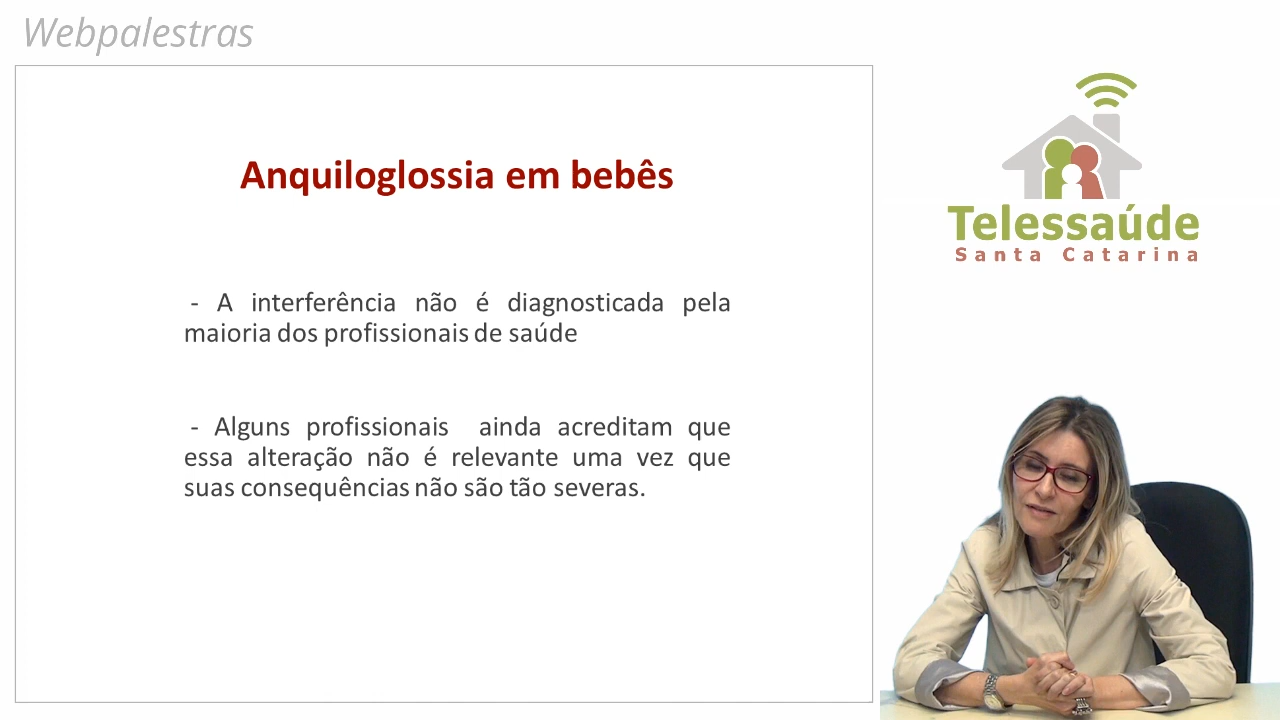 Webpalestras
Anquiloglossia em bebês
- A interferência não é diagnosticada pela
maioria dos profissionais de saúde
- Alguns profissionais ainda acreditam que
essa alteração não é relevante uma vez que
suas consequências não são tão severas.
Telessaúde
Santa Catarina